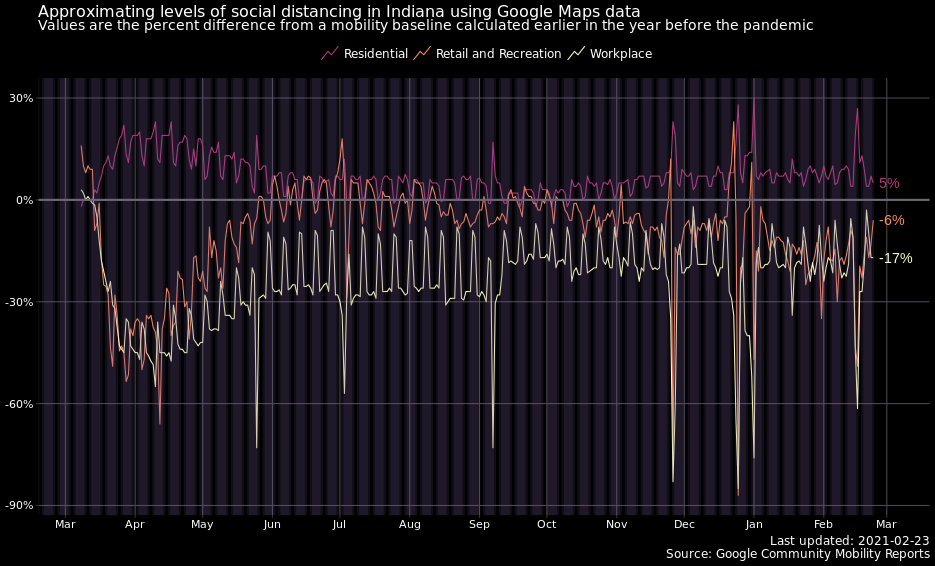 Approximating levels of social distancing in Indiana using Google Maps data
Values are the percent difference from a mobility baseline calculated earlier in the year before the pandemic
Residential Retail and Recreation Workplace
30%
0%
-30%
-60%
-90%
5%
-6%
-17%
Mar Apr May Jun Jul Aug Sep Oct Nov Dec Jan Feb Mar
Last updated: 2021-02-23
Source: Google Community Mobility Reports